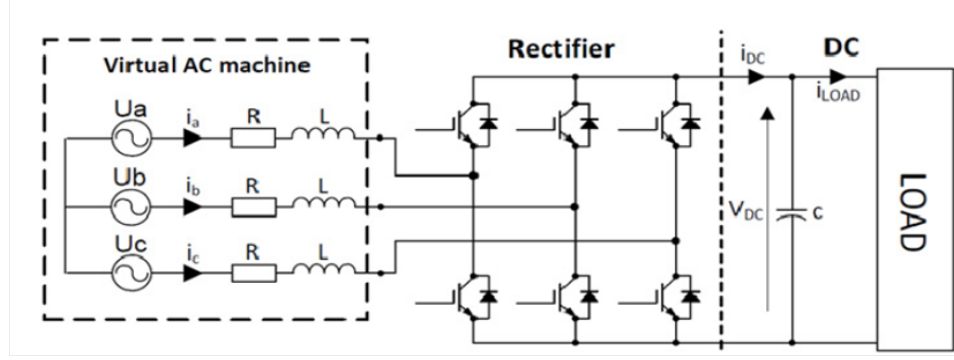 Virtual AC machine
Rectifier
DC
iDC
iLOAD
Ua
ia
R
L
Ub
ib
R
L
Uc
ic
R
L
VDC
c
LOAD